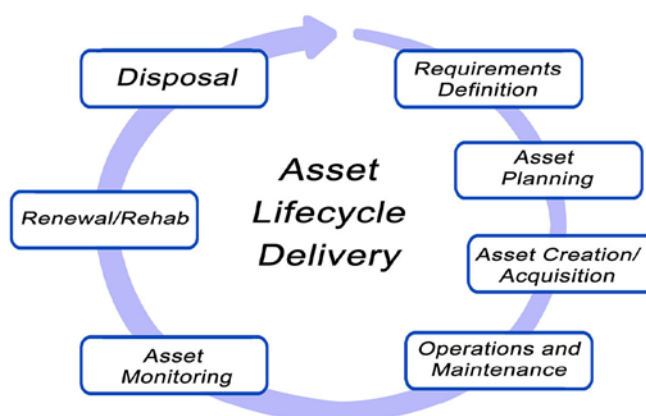 Asset
Lifecycle
Delivery
Requirements
Definition
Asset
Planning
Asset Creation/
Acquisition
Operations and
Maintenance
Asset
Monitoring
Renewal/Rehab
Disposal